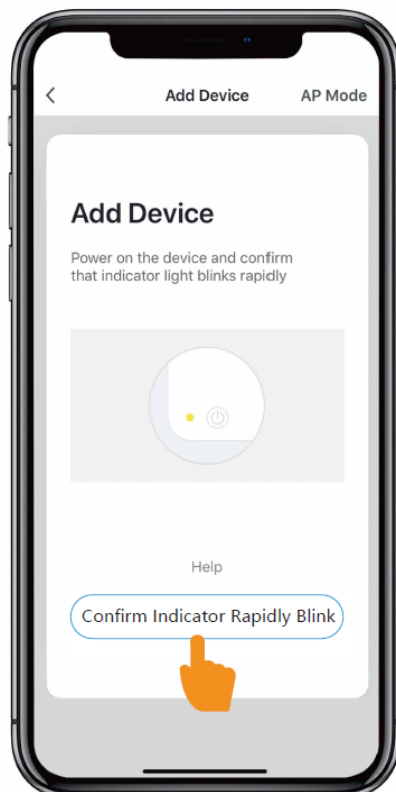 Add Device AP Mode
Add Device
Power on the device and confirm
that indicator light blinks rapidly
Help
Confirm Indicator Rapidly Blink